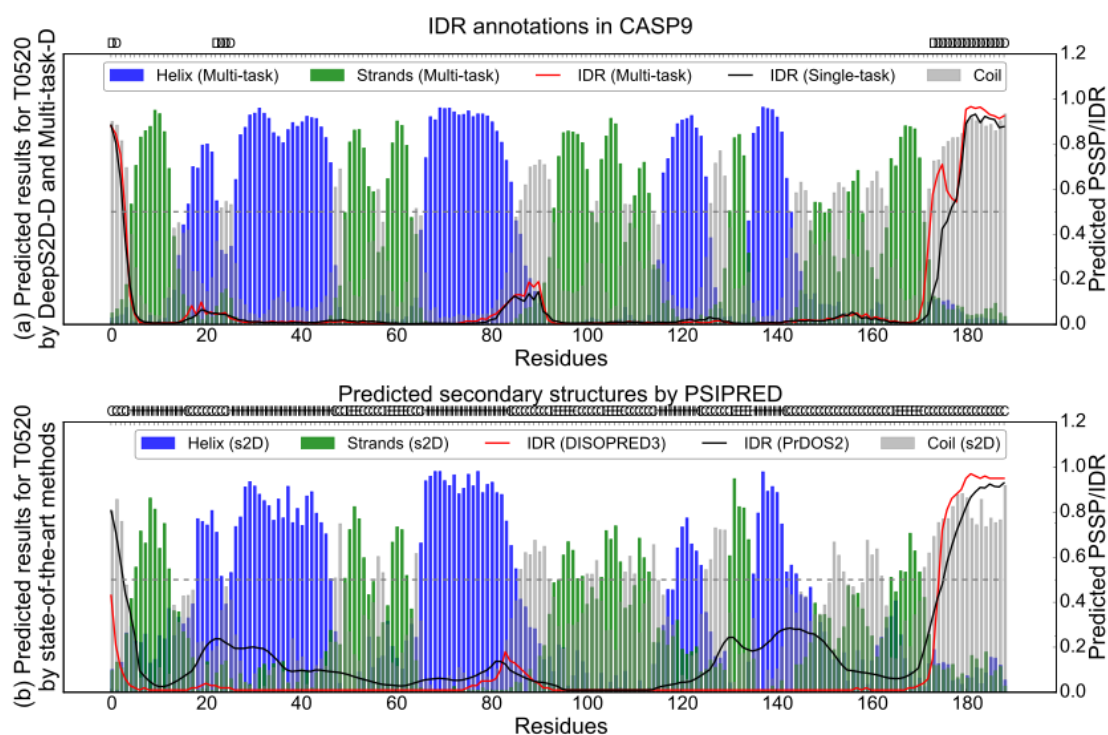 IDR annotations in CASP9
(a) Predicted results for T0520
by DeepS2D-D and Multi-task-D
Helix (Multi-task)
Strands (Multi-task)
IDR (Multi-task)
IDR (Single-task)
Coil
1.2
1.0
0.8
0.6
0.4
0.2
0.0
Predicted PSSP/IDR
0 20 40 60 80 100 120 140 160 180
Residues
Predicted secondary structures by PSIPRED
(b) Predicted results for T0520
by state-of-the-art methods
Helix (s2D)
Strands (s2D)
IDR (DISOPRED3)
IDR (PrDOS2)
Coil (s2D)
1.2
1.0
0.8
0.6
0.4
0.2
0.0
Predicted PSSP/IDR
0 20 40 60 80 100 120 140 160 180
Residues